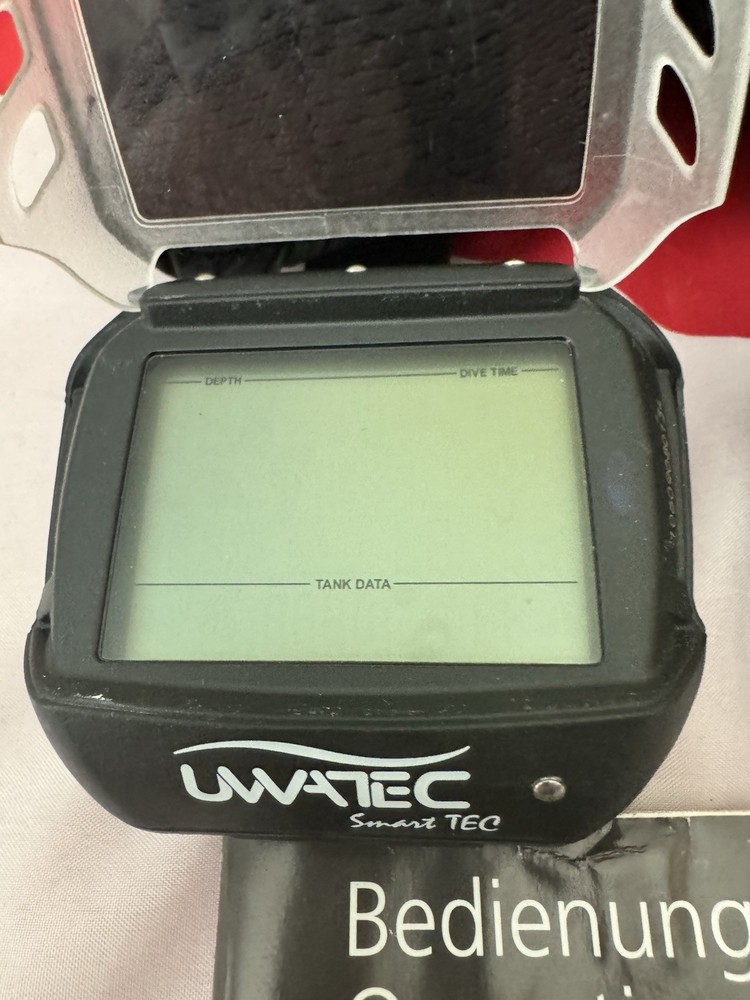 DEPTH DIVE TIME
TANK DATA
UWATEC
Smart TEC
Bedienung